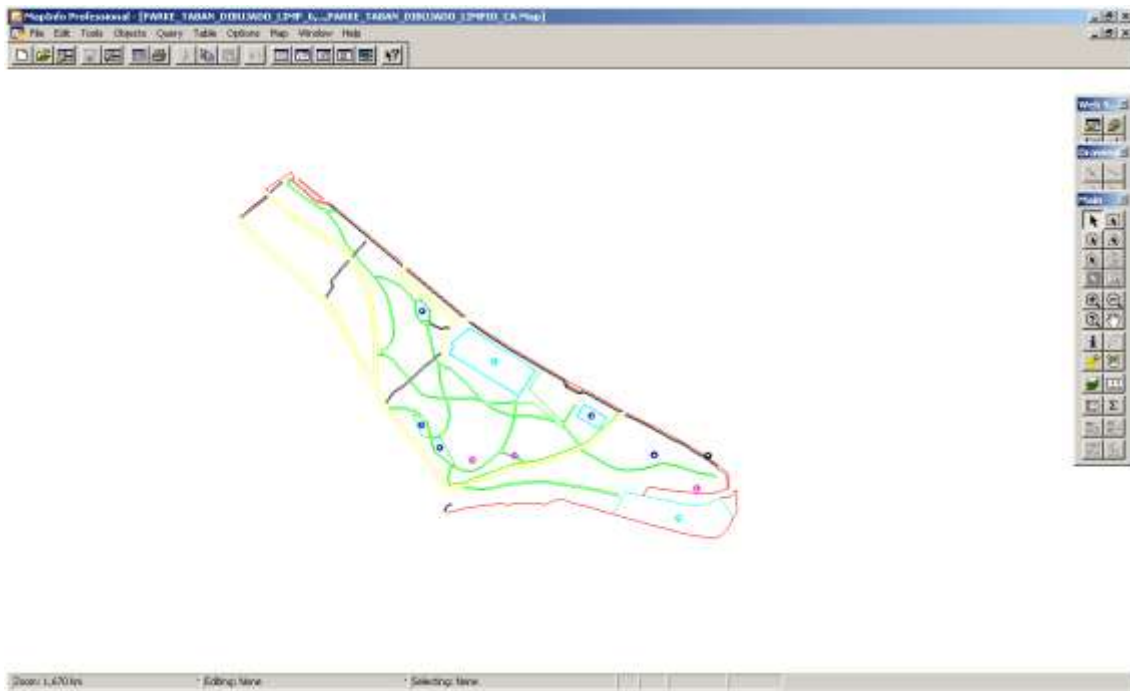 MapInfo Professional - [PARKE_TABAN_DIBUJADO_LIMP_6,...PARKE_TABAN_DIBUJADO_LIMPIO_CA Map]
File Edit Tools Objects Query Table Options Map Window Help
Main
Zoom: 1,670 km Editing: None Selecting: None